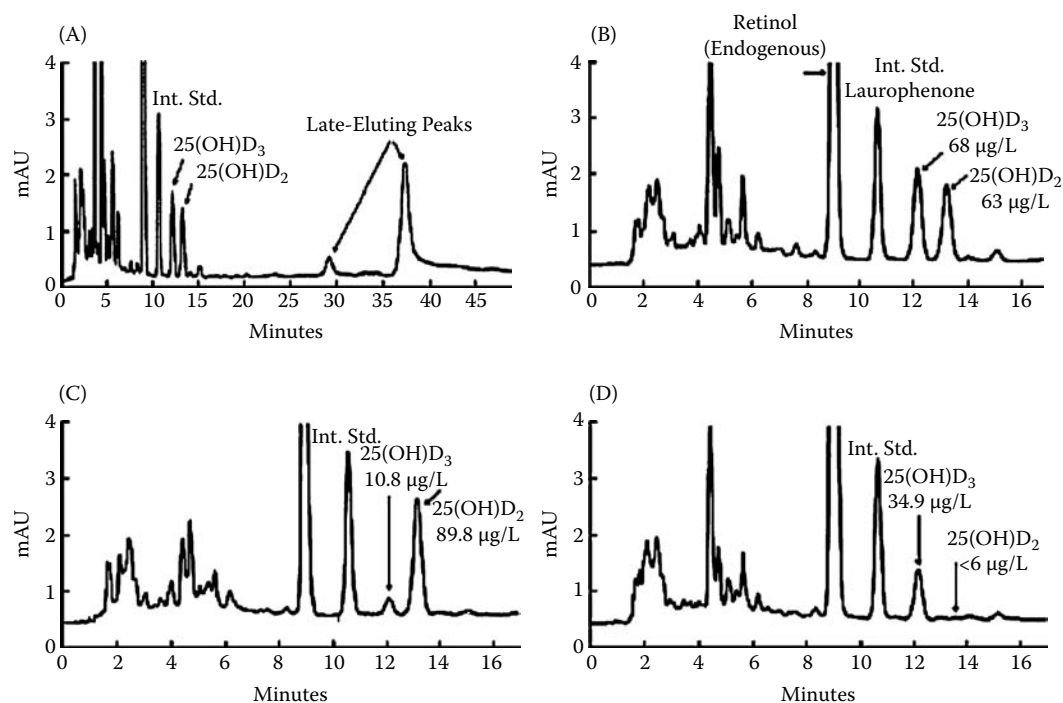 (A)
4
3
2
1
0
mAU
Int. Std.
25(OH)D₃
25(OH)D₂
Late-Eluting Peaks
0 5 10 15 20 25 29 37 40 45
Minutes
(B)
Retinol
(Endogenous)
Int. Std.
Laurophenone
25(OH)D₃
68 µg/L
25(OH)D₂
63 µg/L
4
3
2
1
0
mAU
0 2 4 6 8 10 12 14 16
Minutes
(C)
4
3
2
1
0
mAU
Int. Std.
25(OH)D₃
10.8 µg/L
25(OH)D₂
89.8 µg/L
0 2 4 6 8 10 12 14 16
Minutes
(D)
4
3
2
1
0
mAU
Int. Std.
25(OH)D₃
34.9 µg/L
25(OH)D₂
<6 µg/L
0 2 4 6 8 10 12 14 16
Minutes